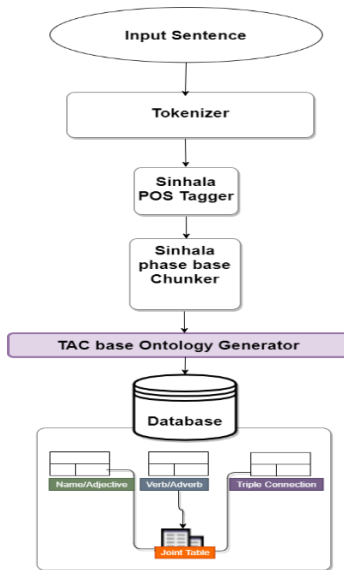 Input Sentence
Tokenizer
Sinhala
POS Tagger
Sinhala
phase base
Chunker
TAC base Ontology Generator
Database
Name/Adjective
Verb/Adverb
Triple Connection
Joint Table